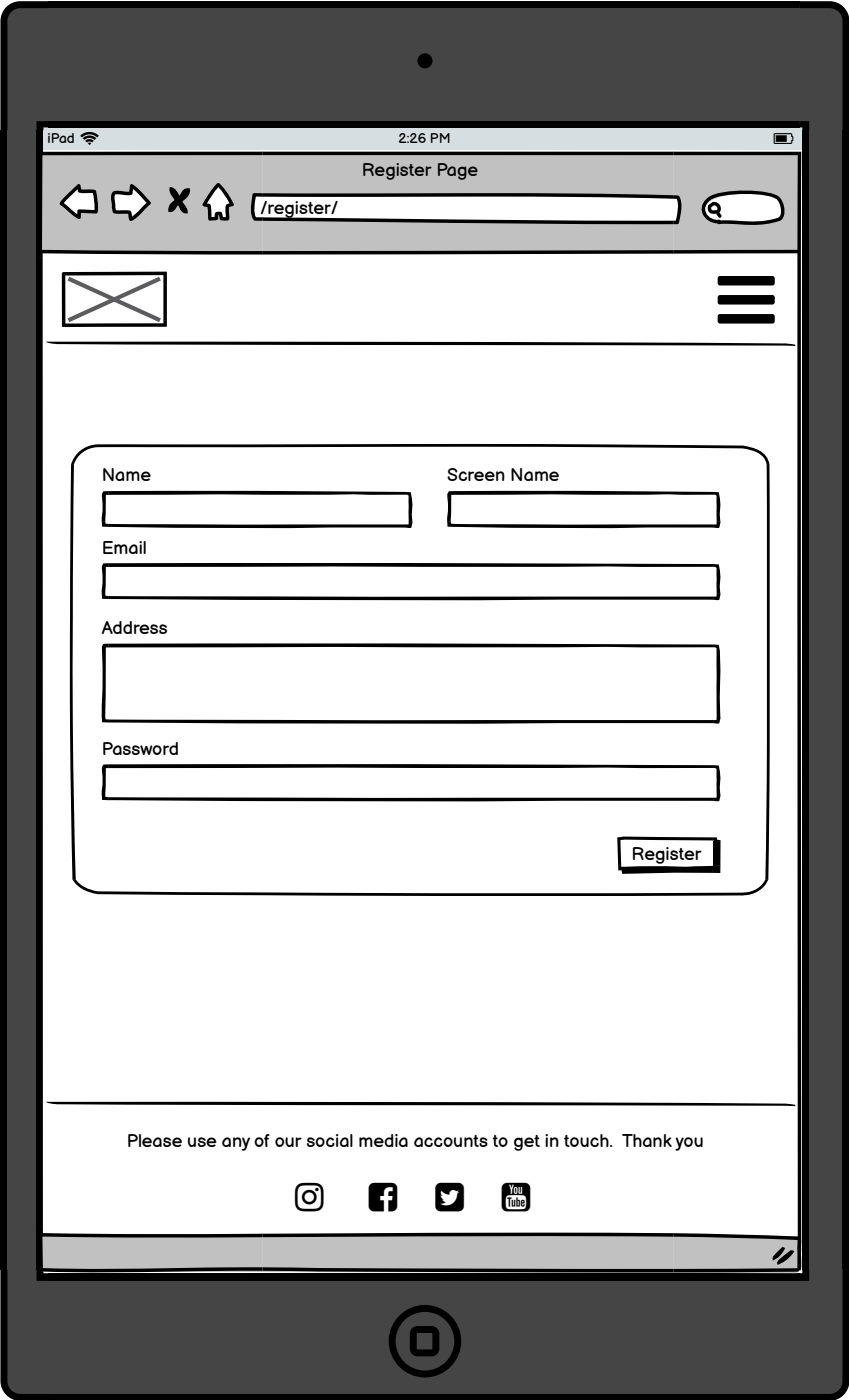 iPad
2:26 PM
Register Page
/register/
Name
Screen Name
Email
Address
Password
Register
Please use any of our social media accounts to get in touch.  Thank you
You
Tube